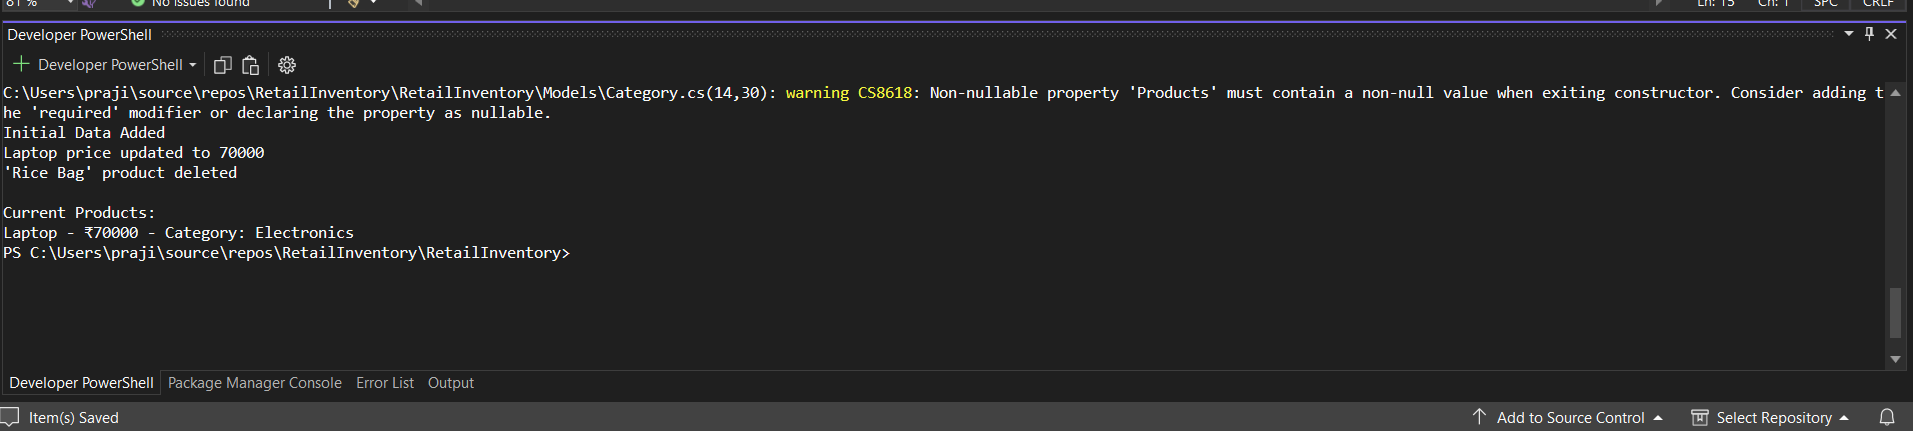 81 %
No issues found
Ln: 15 Ch: 1 SPC CRLF
Developer PowerShell
Developer PowerShell
C:\Users\praji\source\repos\RetailInventory\RetailInventory\Models\Category.cs(14,30): warning CS8618: Non-nullable property 'Products' must contain a non-null value when exiting constructor. Consider adding t
he 'required' modifier or declaring the property as nullable.
Initial Data Added
Laptop price updated to 70000
'Rice Bag' product deleted
Current Products:
Laptop - ₹70000 - Category: Electronics
PS C:\Users\praji\source\repos\RetailInventory\RetailInventory>
Developer PowerShell Package Manager Console Error List Output
Item(s) Saved
Add to Source Control Select Repository